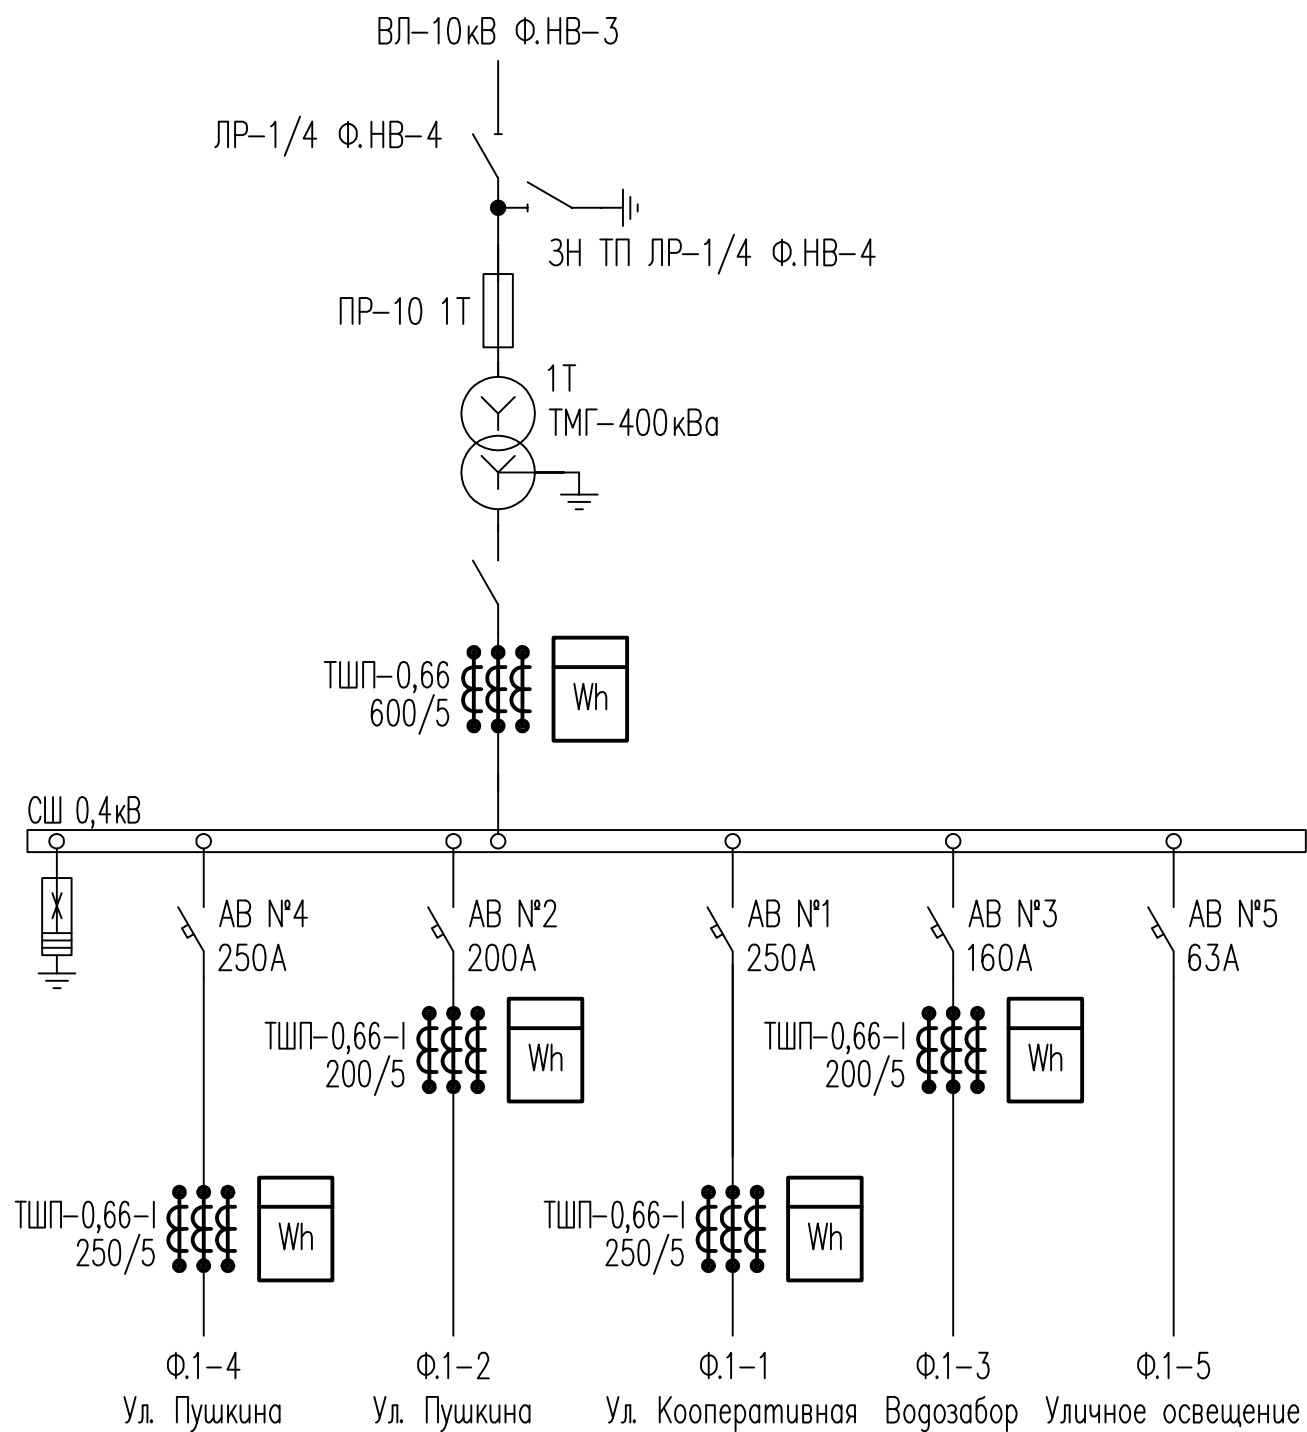 ВЛ-10кВ Ф.НВ-3
ЛР-1/4 Ф.НВ-4
ЗН ТП ЛР-1/4 Ф.НВ-4
ПР-10 1Т
1Т
ТМГ-400кВа
ТШП-0,66
600/5
Wh
СШ 0,4кВ
АВ №4
250А
АВ №2
200А
АВ №1
250А
АВ №3
160А
АВ №5
63А
ТШП-0,66-I
200/5
Wh
ТШП-0,66-I
200/5
Wh
ТШП-0,66-I
250/5
Wh
ТШП-0,66-I
250/5
Wh
Ф.1-4
Ул. Пушкина
Ф.1-2
Ул. Пушкина
Ф.1-1
Ул. Кооперативная
Ф.1-3
Водозабор
Ф.1-5
Уличное освещение